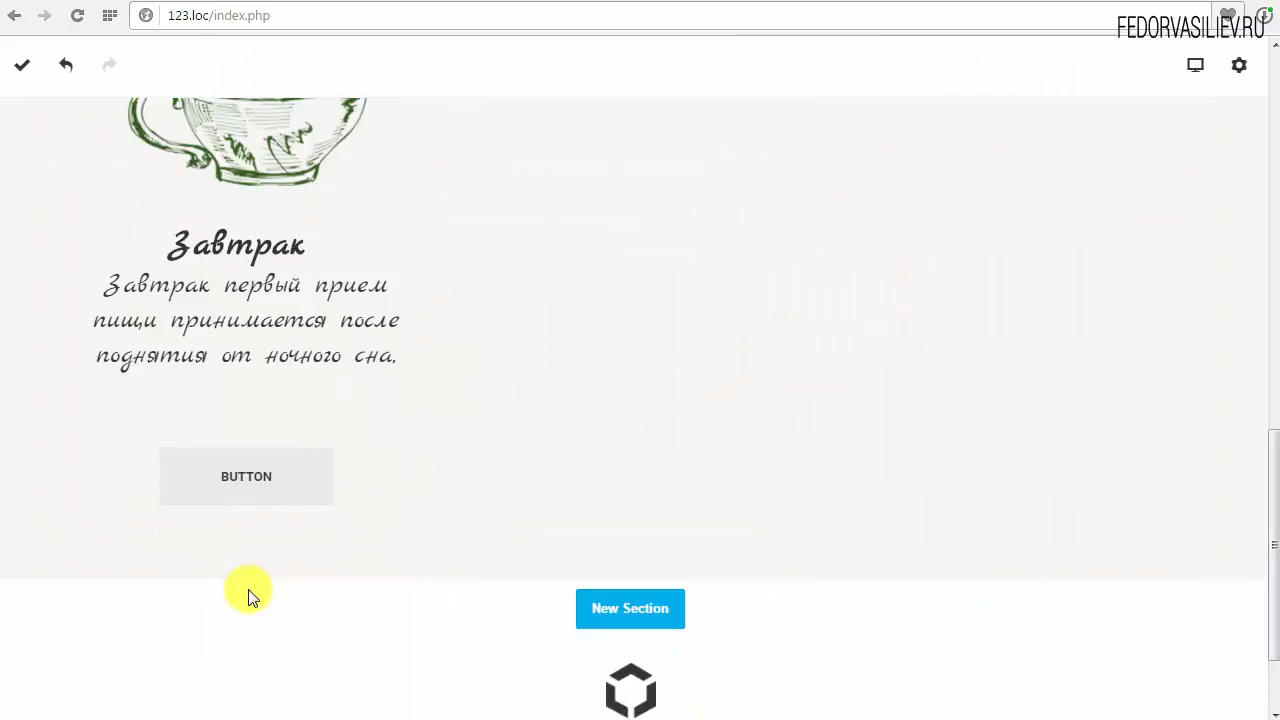 123.loc/index.php
FEDORVASILIEV.RU
Завтрак
Завтрак первый прием
пищи принимается после
поднятия от ночного сна,
BUTTON
New Section